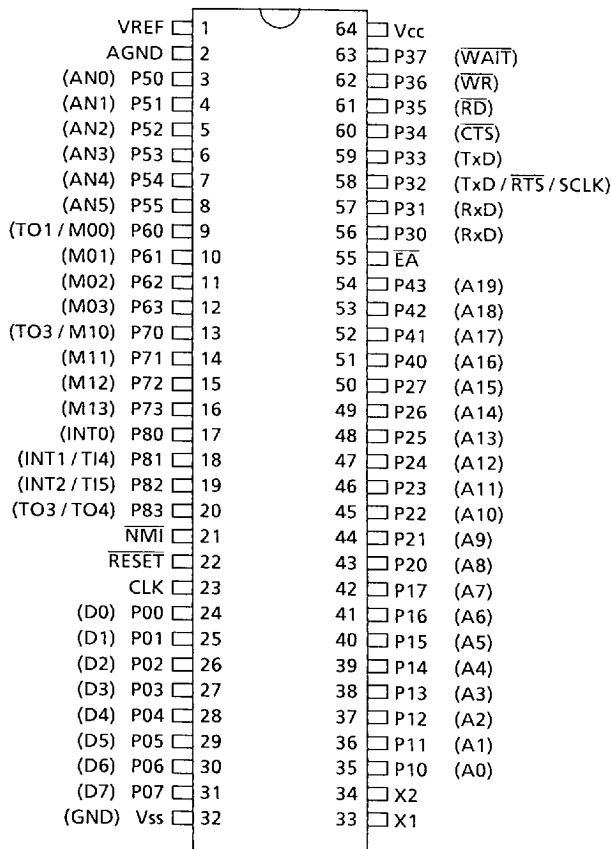 VREF 1 64 Vcc
AGND 2 63 P37 (W̅A̅I̅T̅)
(AN0) P50 3 62 P36 (W̅R̅)
(AN1) P51 4 61 P35 (R̅D̅)
(AN2) P52 5 60 P34 (C̅T̅S̅)
(AN3) P53 6 59 P33 (TxD)
(AN4) P54 7 58 P32 (TxD / R̅T̅S̅ / SCLK)
(AN5) P55 8 57 P31 (RxD)
(TO1 / M00) P60 9 56 P30 (RxD)
(M01) P61 10 55 E̅A̅
(M02) P62 11 54 P43 (A19)
(M03) P63 12 53 P42 (A18)
(TO3 / M10) P70 13 52 P41 (A17)
(M11) P71 14 51 P40 (A16)
(M12) P72 15 50 P27 (A15)
(M13) P73 16 49 P26 (A14)
(INT0) P80 17 48 P25 (A13)
(INT1 / TI4) P81 18 47 P24 (A12)
(INT2 / TI5) P82 19 46 P23 (A11)
(TO3 / TO4) P83 20 45 P22 (A10)
N̅M̅I̅ 21 44 P21 (A9)
R̅E̅S̅E̅T̅ 22 43 P20 (A8)
CLK 23 42 P17 (A7)
(D0) P00 24 41 P16 (A6)
(D1) P01 25 40 P15 (A5)
(D2) P02 26 39 P14 (A4)
(D3) P03 27 38 P13 (A3)
(D4) P04 28 37 P12 (A2)
(D5) P05 29 36 P11 (A1)
(D6) P06 30 35 P10 (A0)
(D7) P07 31 34 X2
(GND) Vss 32 33 X1